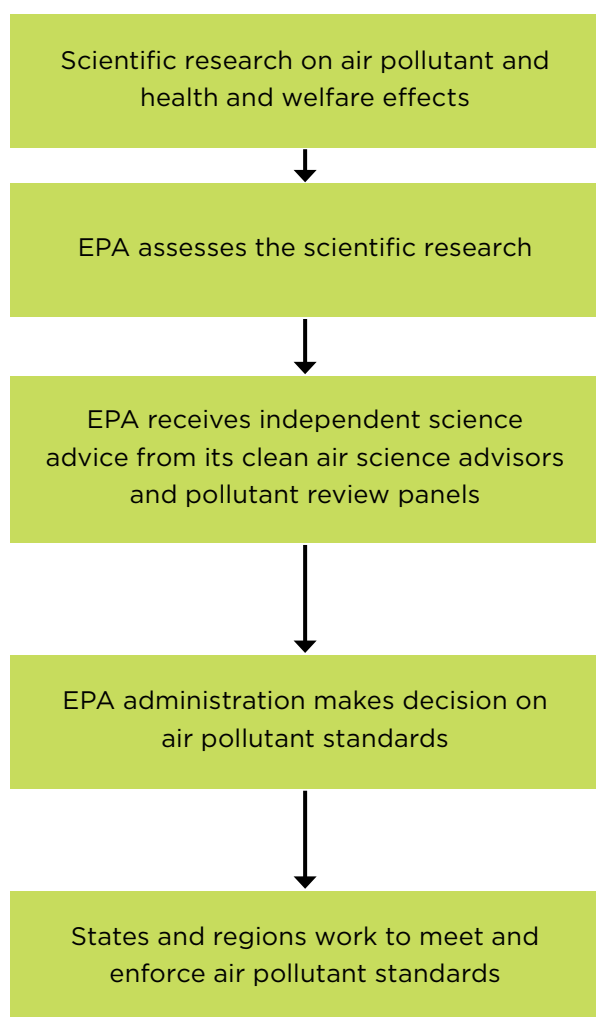 Scientific research on air pollutant and
health and welfare effects
EPA assesses the scientific research
EPA receives independent science
advice from its clean air science advisors
and pollutant review panels
EPA administration makes decision on
air pollutant standards
States and regions work to meet and
enforce air pollutant standards